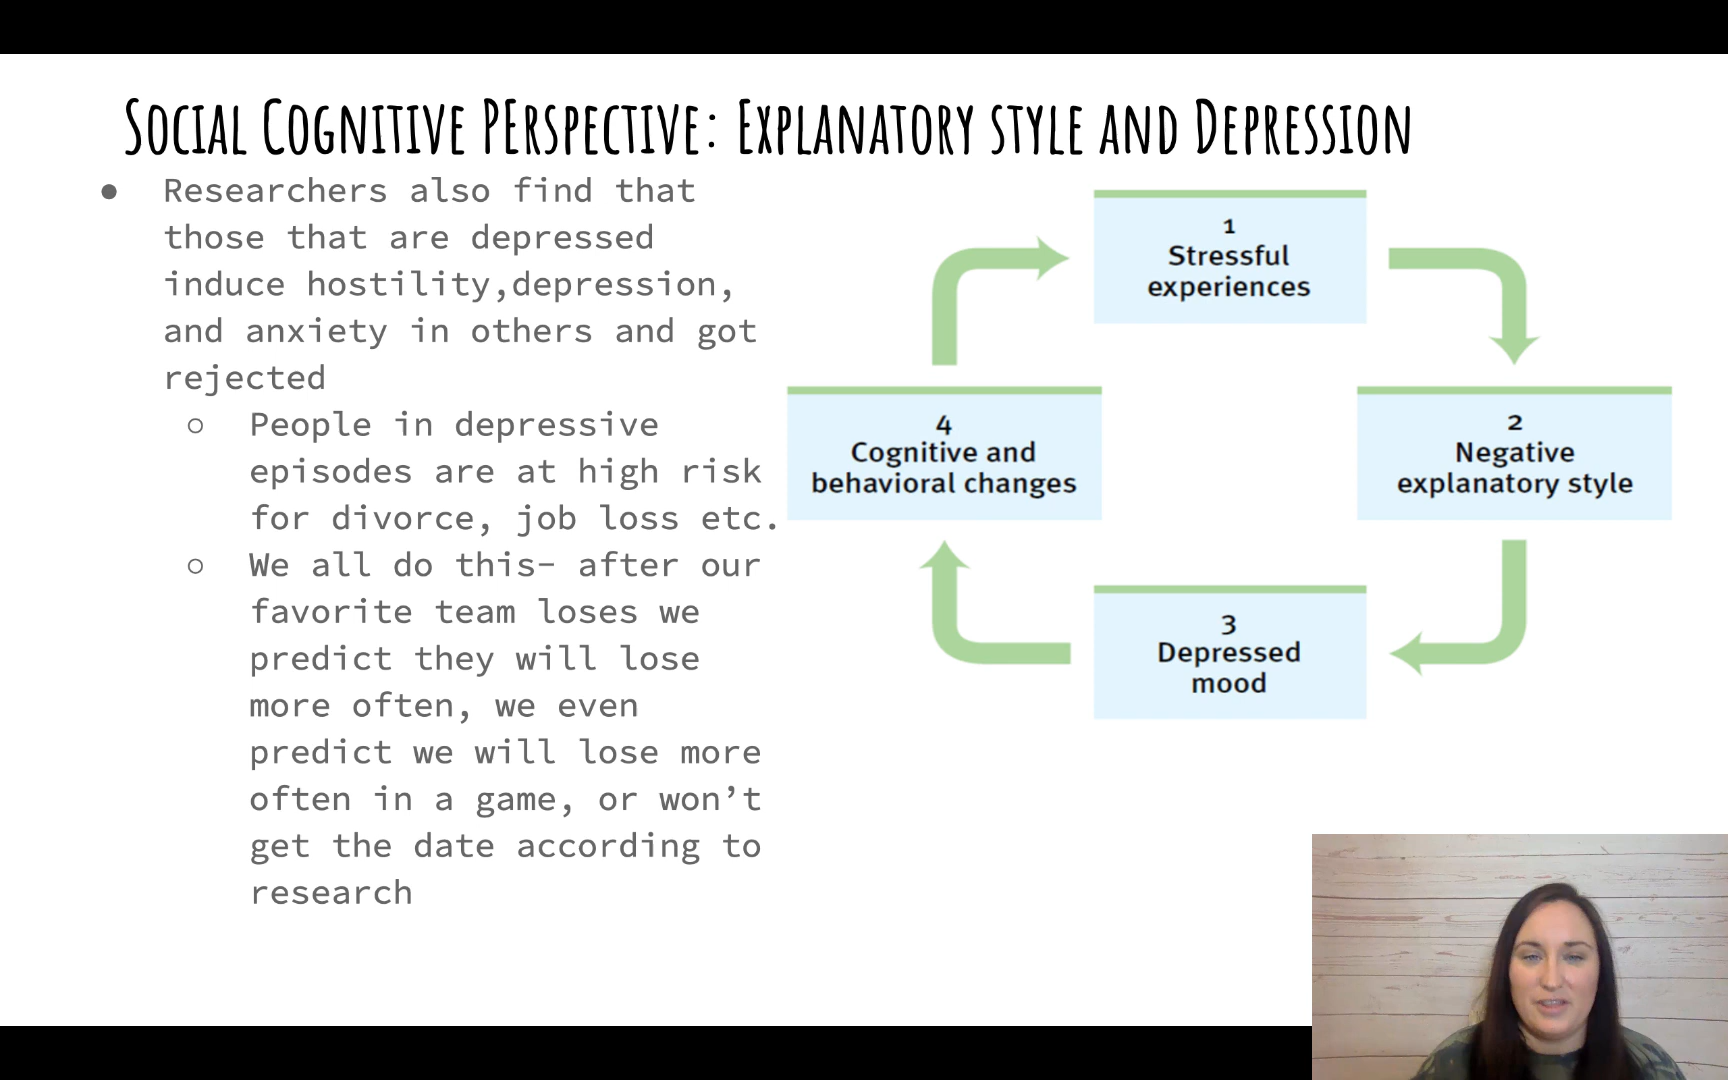 Social Cognitive PErspective: Explanatory style and Depression
● Researchers also find that
those that are depressed
induce hostility,depression,
and anxiety in others and got
rejected
○ People in depressive
episodes are at high risk
for divorce, job loss etc.
○ We all do this- after our
favorite team loses we
predict they will lose
more often, we even
predict we will lose more
often in a game, or won’t
get the date according to
research
1
Stressful
experiences
2
Negative
explanatory style
3
Depressed
mood
4
Cognitive and
behavioral changes